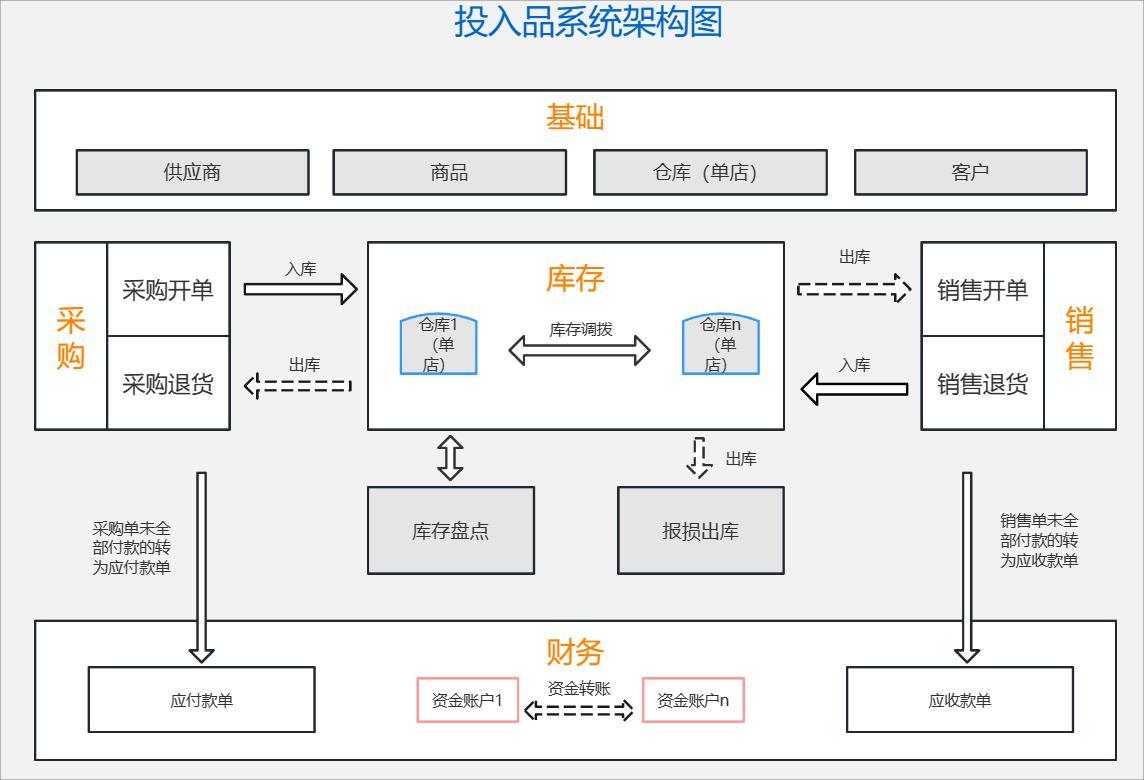 投入品系统架构图
基础
供应商
商品
仓库（单店）
客户
采
购
采购开单
采购退货
入库
出库
库存
仓库1
（单
店）
库存调拨
仓库n
（单
店）
出库
入库
销售开单
销售退货
销
售
出库
库存盘点
报损出库
采购单未全
部付款的转
为应付款单
销售单未全
部付款的转
为应收款单
财务
应付款单
资金账户1
资金转账
资金账户n
应收款单